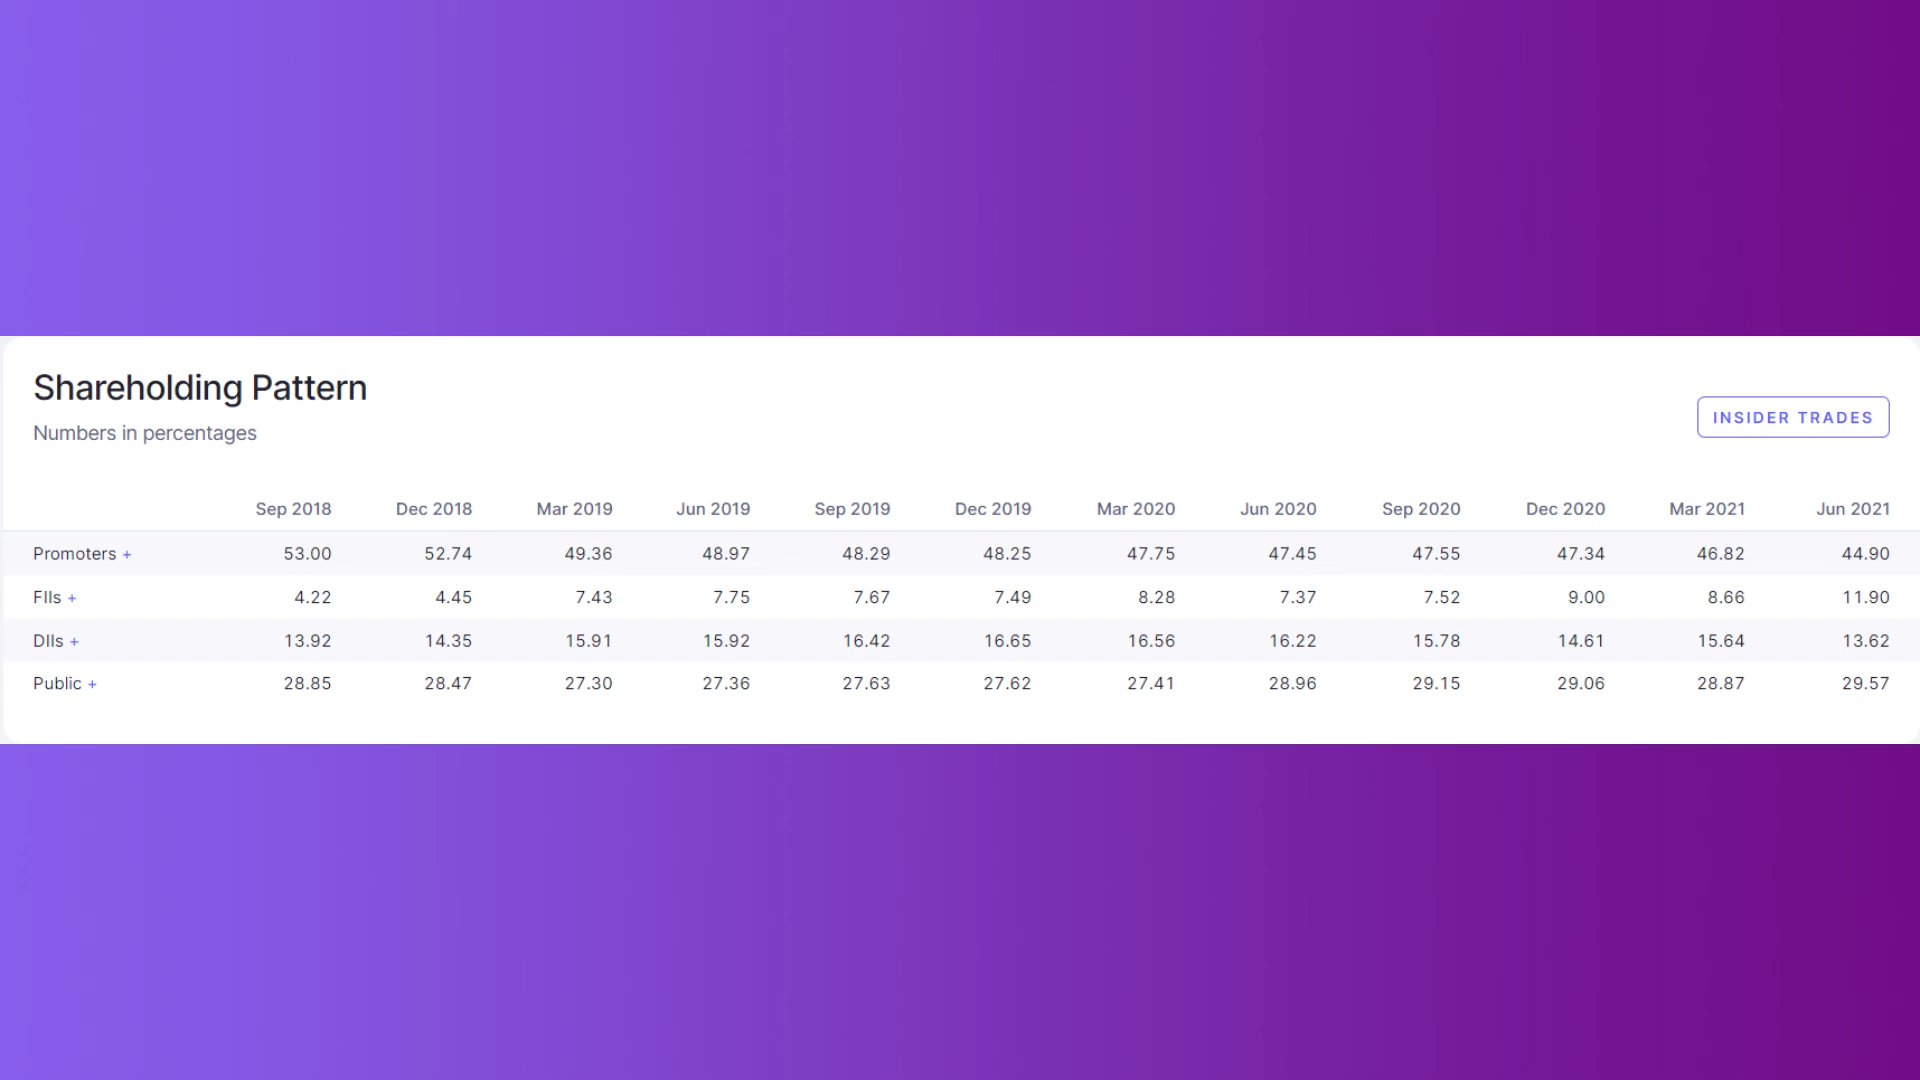 Shareholding Pattern
Numbers in percentages
INSIDER TRADES
Sep 2018 Dec 2018 Mar 2019 Jun 2019 Sep 2019 Dec 2019 Mar 2020 Jun 2020 Sep 2020 Dec 2020 Mar 2021 Jun 2021
Promoters + 53.00 52.74 49.36 48.97 48.29 48.25 47.75 47.45 47.55 47.34 46.82 44.90
FIIs + 4.22 4.45 7.43 7.75 7.67 7.49 8.28 7.37 7.52 9.00 8.66 11.90
DIIs + 13.92 14.35 15.91 15.92 16.42 16.65 16.56 16.22 15.78 14.61 15.64 13.62
Public + 28.85 28.47 27.30 27.36 27.63 27.62 27.41 28.96 29.15 29.06 28.87 29.57